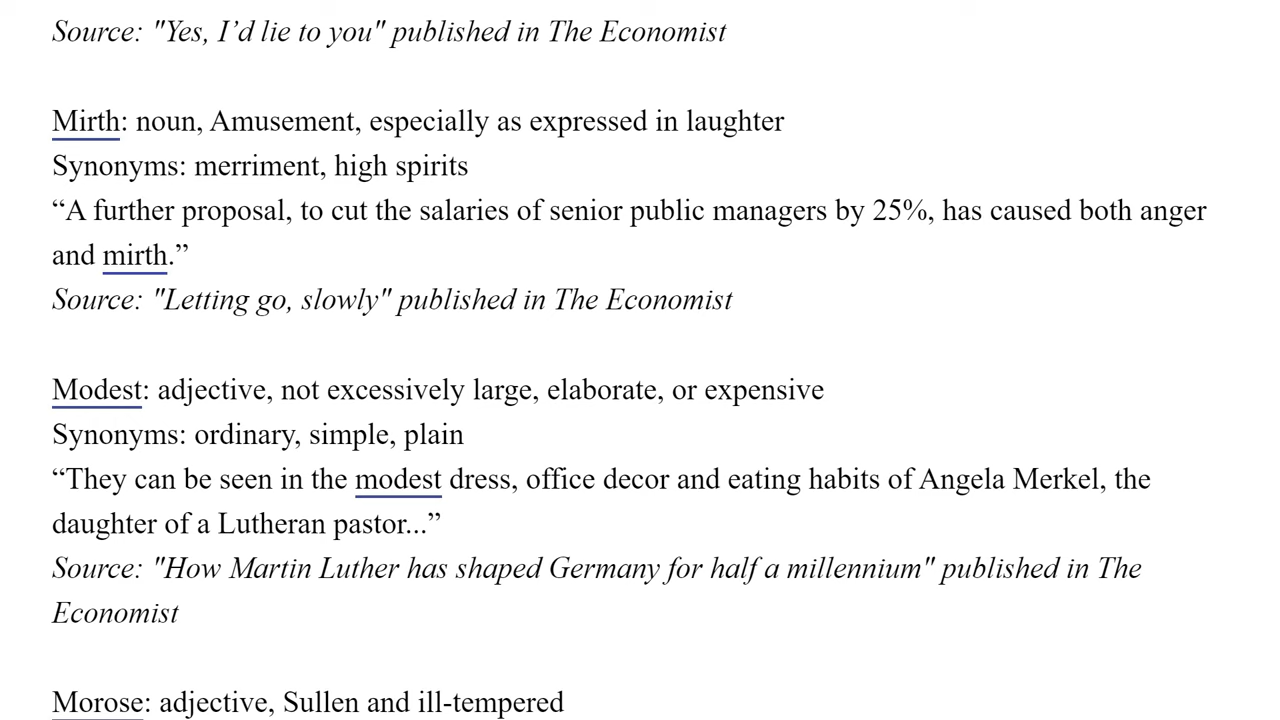 Source: "Yes, I’d lie to you" published in The Economist
Mirth: noun, Amusement, especially as expressed in laughter
Synonyms: merriment, high spirits
“A further proposal, to cut the salaries of senior public managers by 25%, has caused both anger
and mirth.”
Source: "Letting go, slowly" published in The Economist
Modest: adjective, not excessively large, elaborate, or expensive
Synonyms: ordinary, simple, plain
“They can be seen in the modest dress, office decor and eating habits of Angela Merkel, the
daughter of a Lutheran pastor...”
Source: "How Martin Luther has shaped Germany for half a millennium" published in The
Economist
Morose: adjective, Sullen and ill-tempered